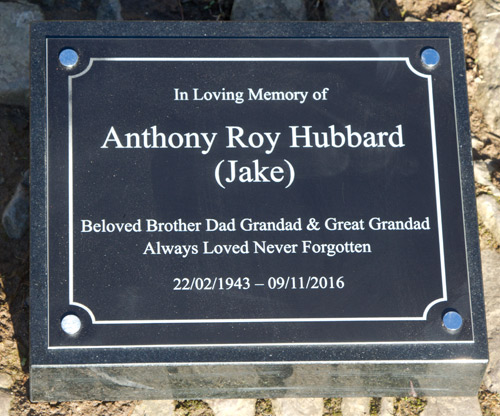 In Loving Memory of
Anthony Roy Hubbard
(Jake)
Beloved Brother Dad Grandad & Great Grandad
Always Loved Never Forgotten
22/02/1943 – 09/11/2016